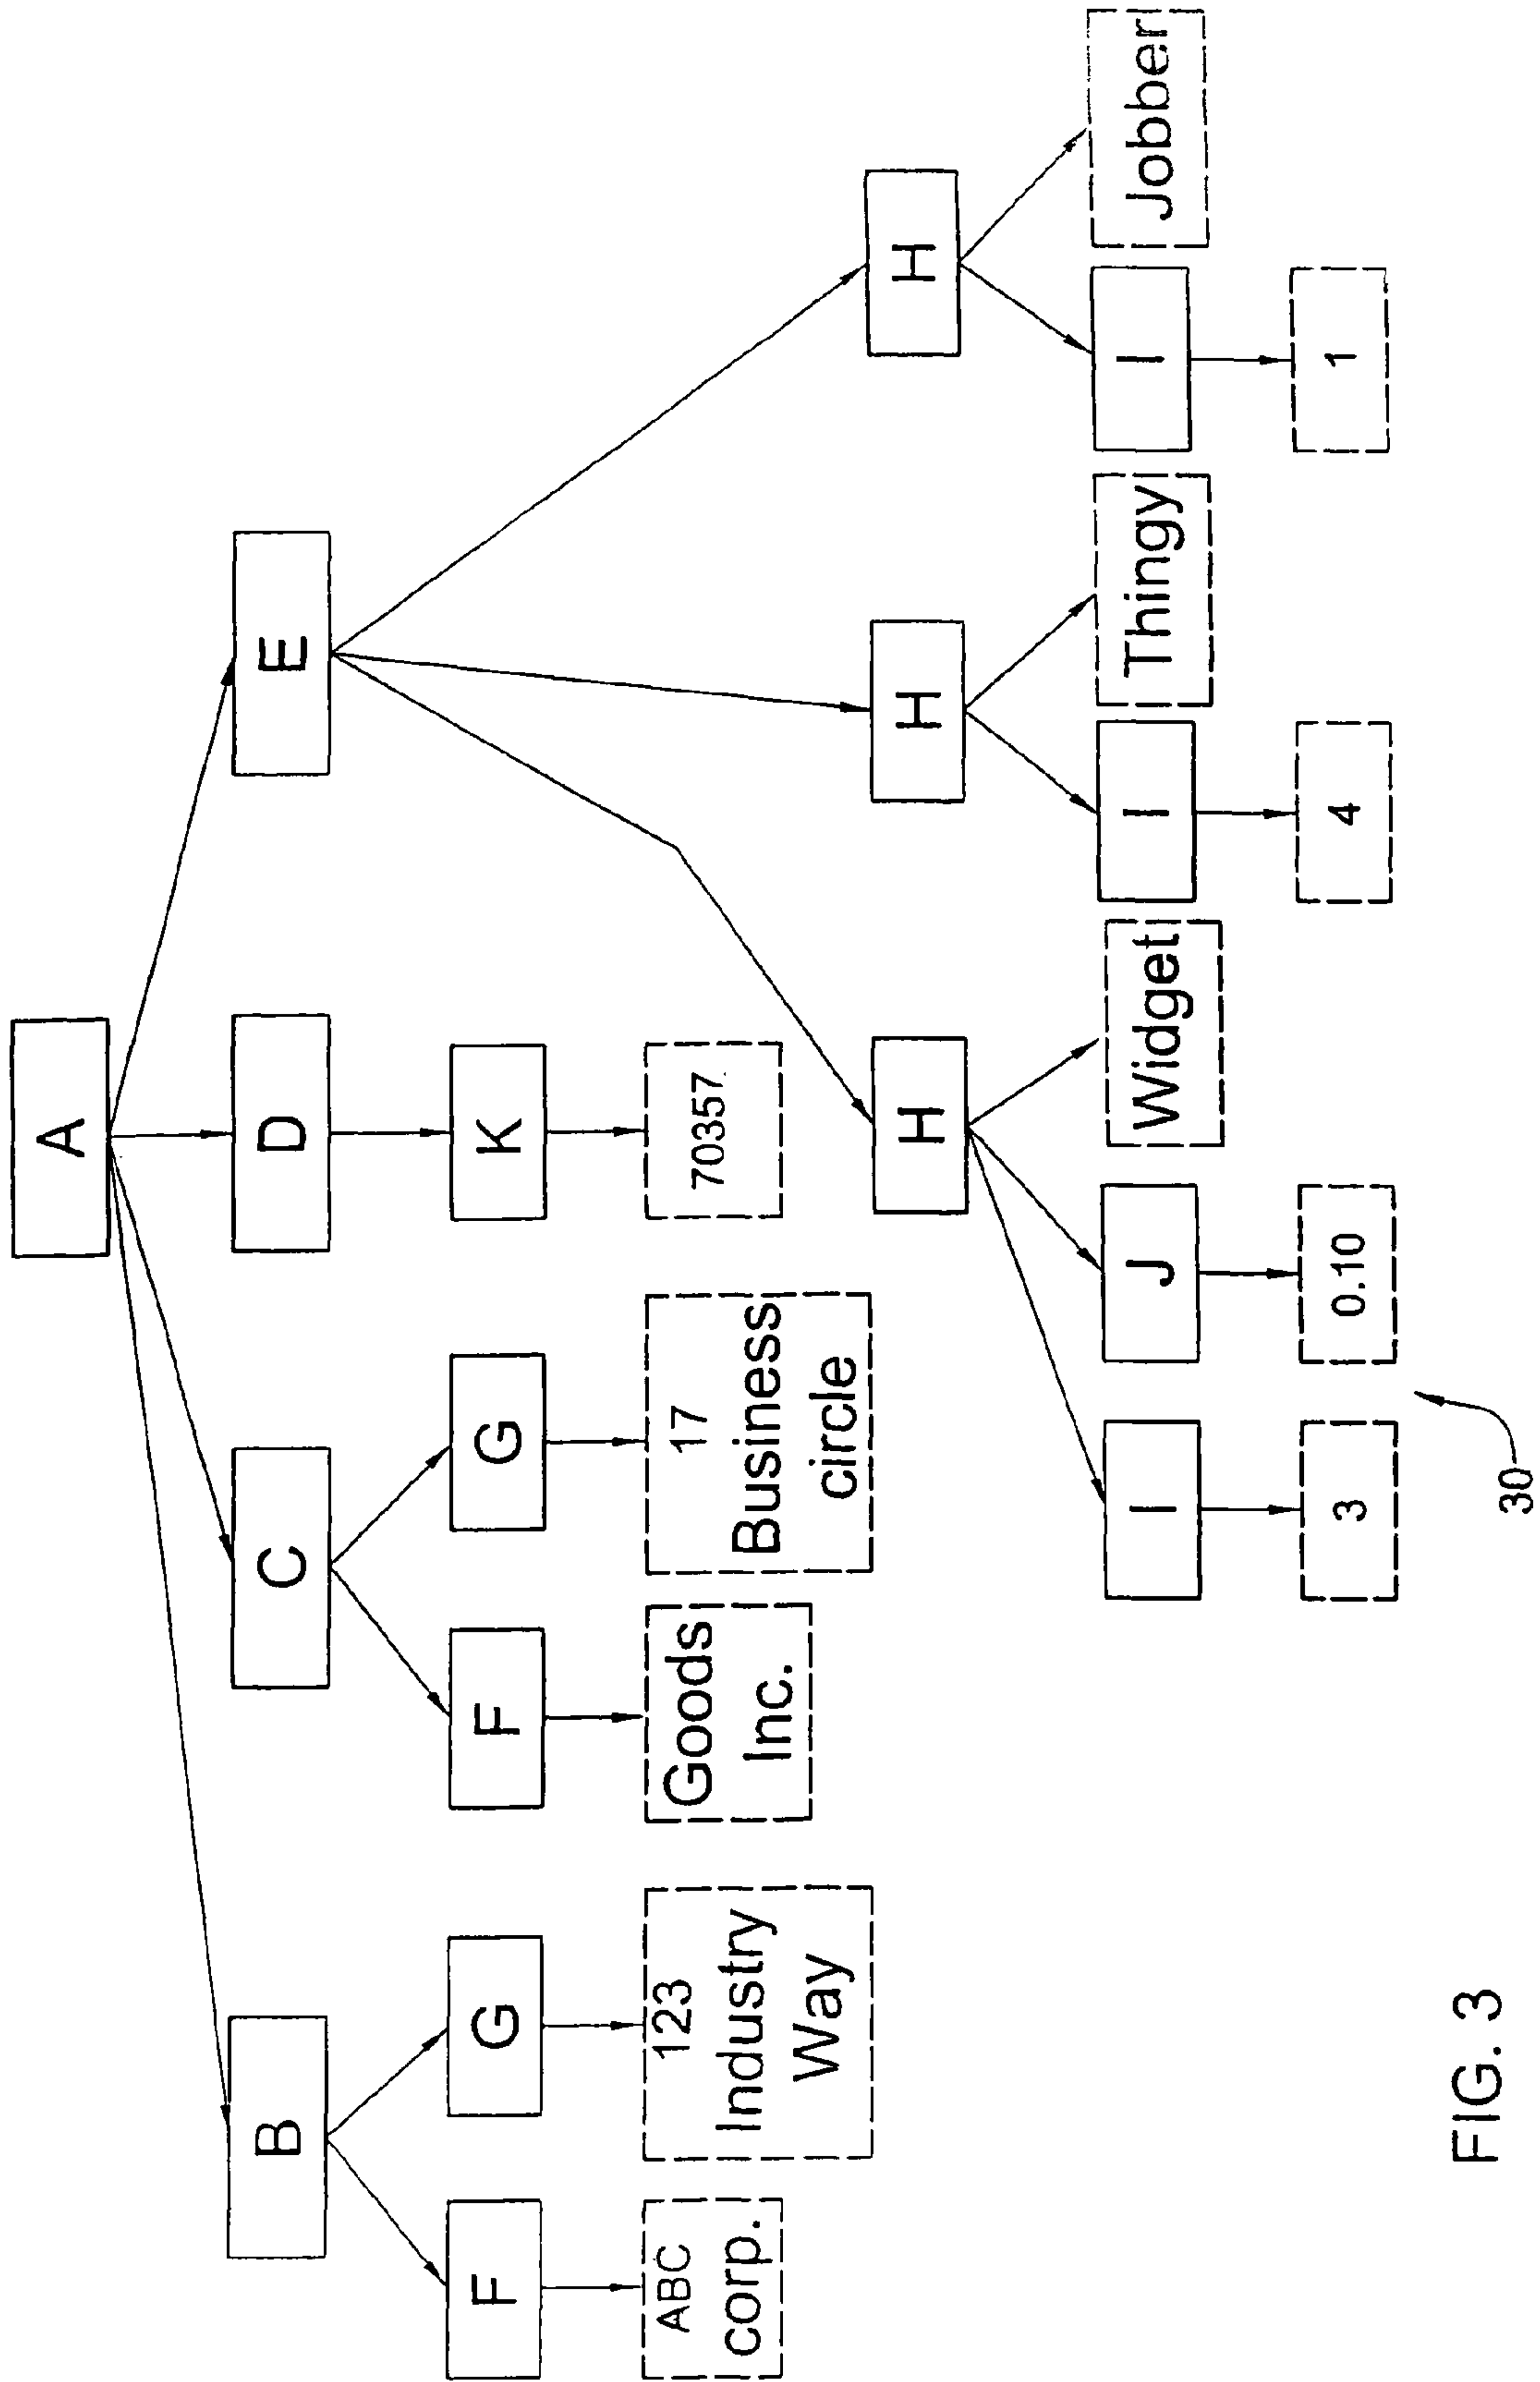 A
B
C
D
E
F
G
F
G
K
ABC
corp.
123
Industry
Way
Goods
Inc.
17
Business
circle
70357
H
H
H
I
J
Widget
I
Thingy
I
Jobber
3
0.10
4
1
30
FIG. 3